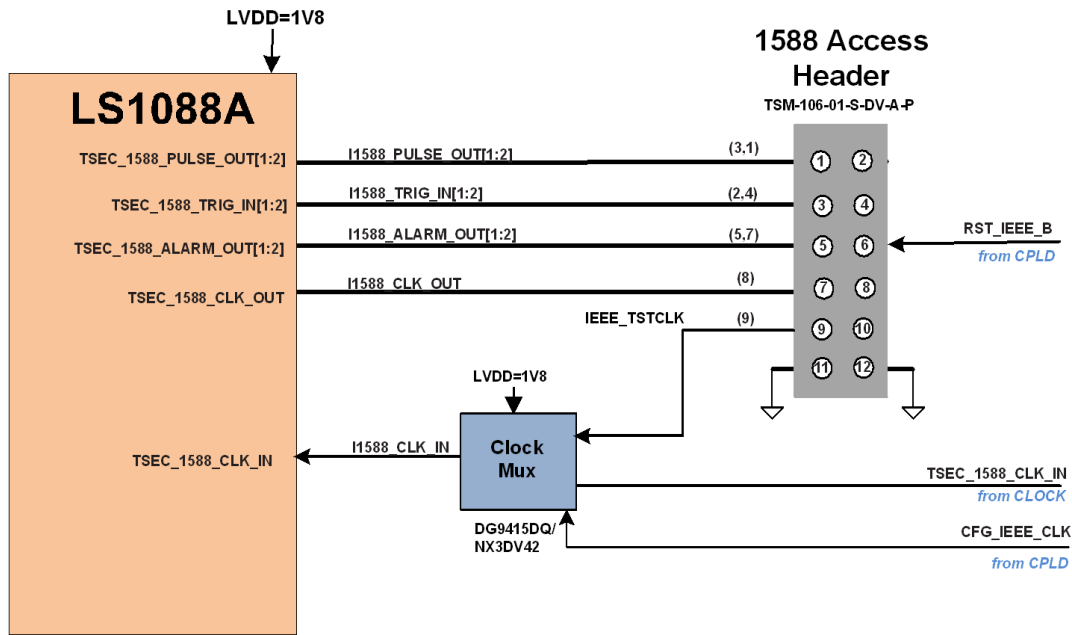 LVDD=1V8
LS1088A
1588 Access
Header
TSM-106-01-S-DV-A-P
TSEC_1588_PULSE_OUT[1:2]
I1588_PULSE_OUT[1:2]
(3,1)
1
2
TSEC_1588_TRIG_IN[1:2]
I1588_TRIG_IN[1:2]
(2,4)
3
4
TSEC_1588_ALARM_OUT[1:2]
I1588_ALARM_OUT[1:2]
(5,7)
5
6
RST_IEEE_B
from CPLD
TSEC_1588_CLK_OUT
I1588_CLK_OUT
(8)
7
8
IEEE_TSTCLK
(9)
9
10
11
12
LVDD=1V8
Clock
Mux
TSEC_1588_CLK_IN
I1588_CLK_IN
TSEC_1588_CLK_IN
from CLOCK
DG9415DQ/
NX3DV42
CFG_IEEE_CLK
from CPLD